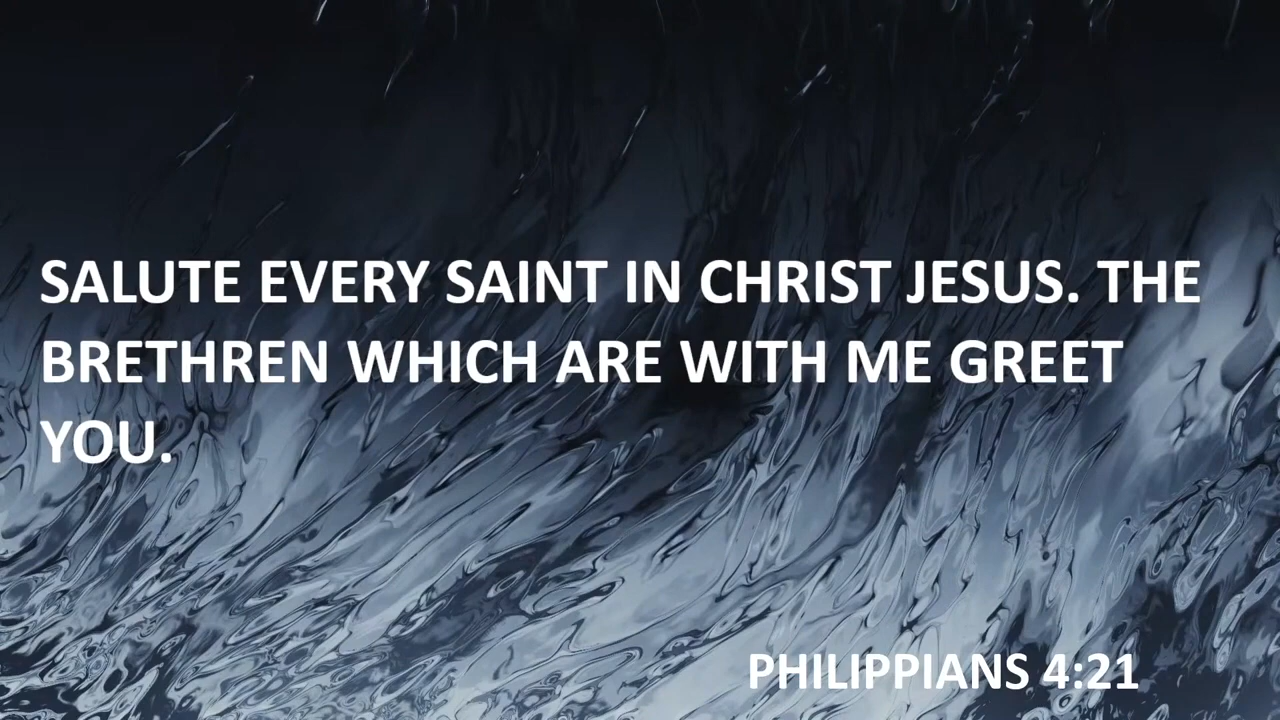 SALUTE EVERY SAINT IN CHRIST JESUS. THE
BRETHREN WHICH ARE WITH ME GREET
YOU.
PHILIPPIANS 4:21